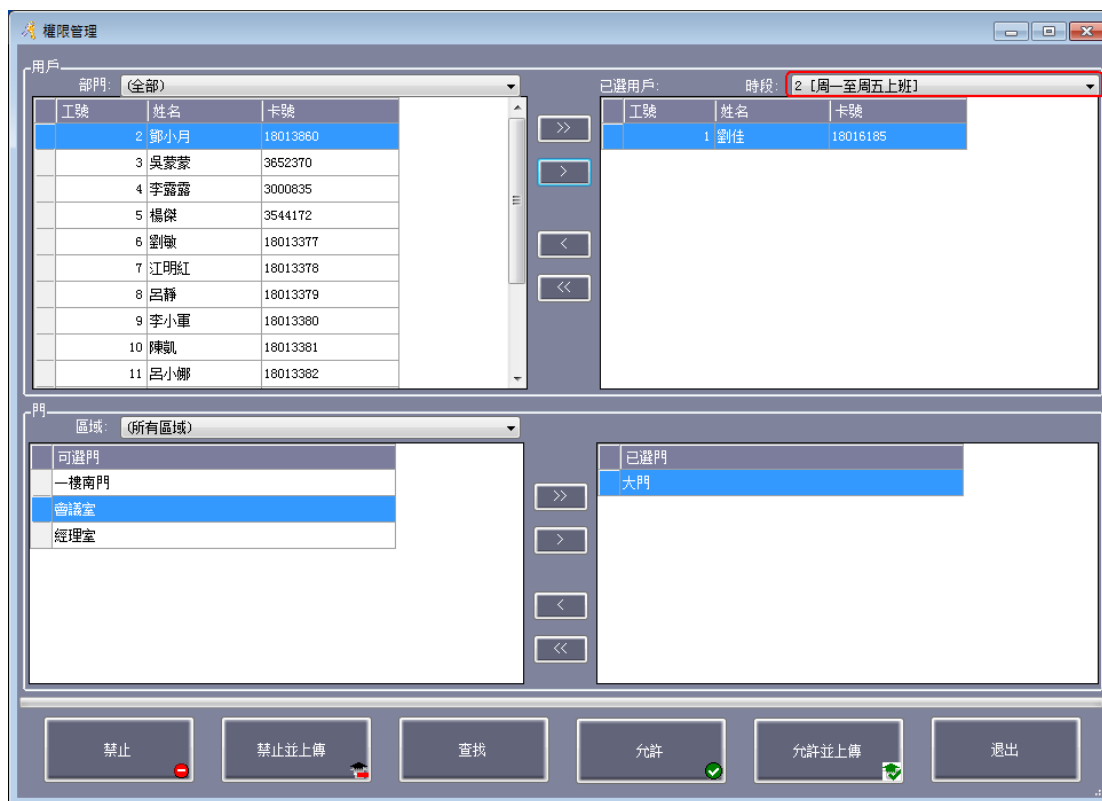 權限管理
用戶
部門: (全部)
已選用戶: 時段: 2 [周一至周五上班]
工號 姓名 卡號
2 鄧小月 18013860
3 吳蒙蒙 3652370
4 李露露 3000835
5 楊傑 3544172
6 劉敏 18013377
7 江明紅 18013378
8 呂靜 18013379
9 李小軍 18013380
10 陳凱 18013381
11 呂小娜 18013382
>>
>
<
<<
工號 姓名 卡號
1 劉佳 18016185
門
區域: (所有區域)
可選門
一樓南門
會議室
經理室
>>
>
<
<<
已選門
大門
禁止 禁止並上傳 查找 允許 允許並上傳 退出